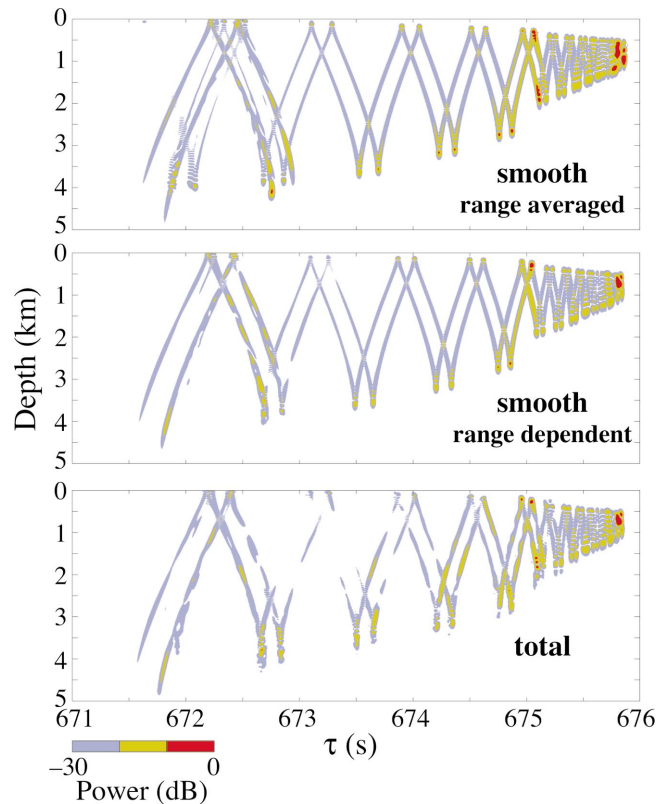 0
1
2
3
4
5
smooth
range averaged
0
1
2
3
4
5
Depth (km)
smooth
range dependent
0
1
2
3
4
5
total
671 672 673 674 675 676
τ (s)
−30 0
Power (dB)